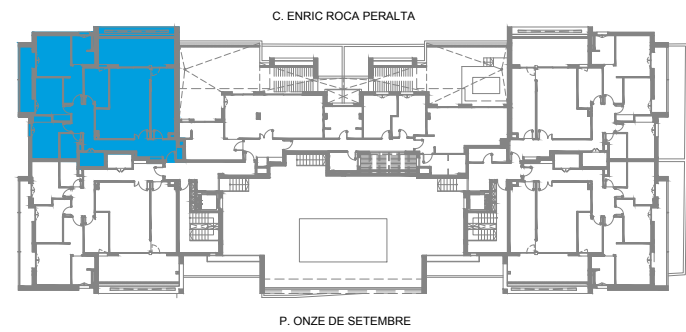 C. ENRIC ROCA PERALTA
P. ONZE DE SETEMBRE